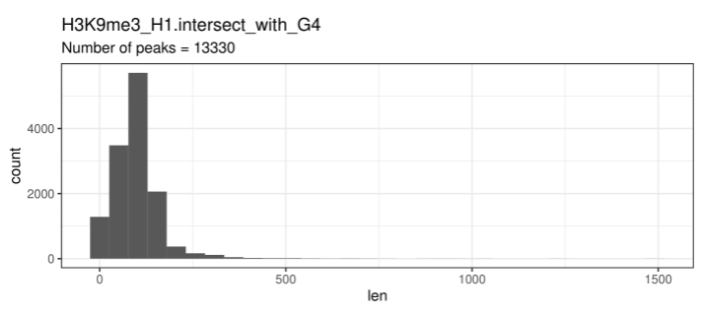 H3K9me3_H1.intersect_with_G4
Number of peaks = 13330
count
4000
2000
0
0
500
1000
1500
len